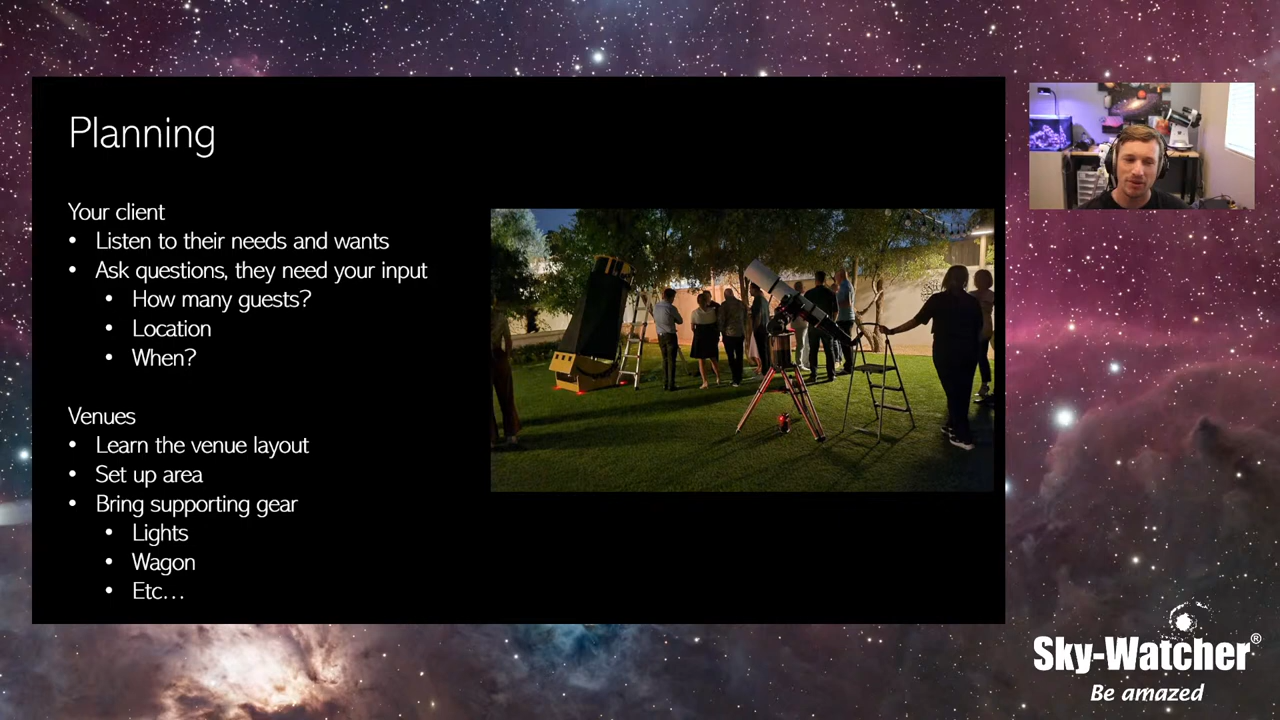 Planning
Your client
• Listen to their needs and wants
• Ask questions, they need your input
• How many guests?
• Location
• When?
Venues
• Learn the venue layout
• Set up area
• Bring supporting gear
• Lights
• Wagon
• Etc…
Sky-Watcher®
Be amazed